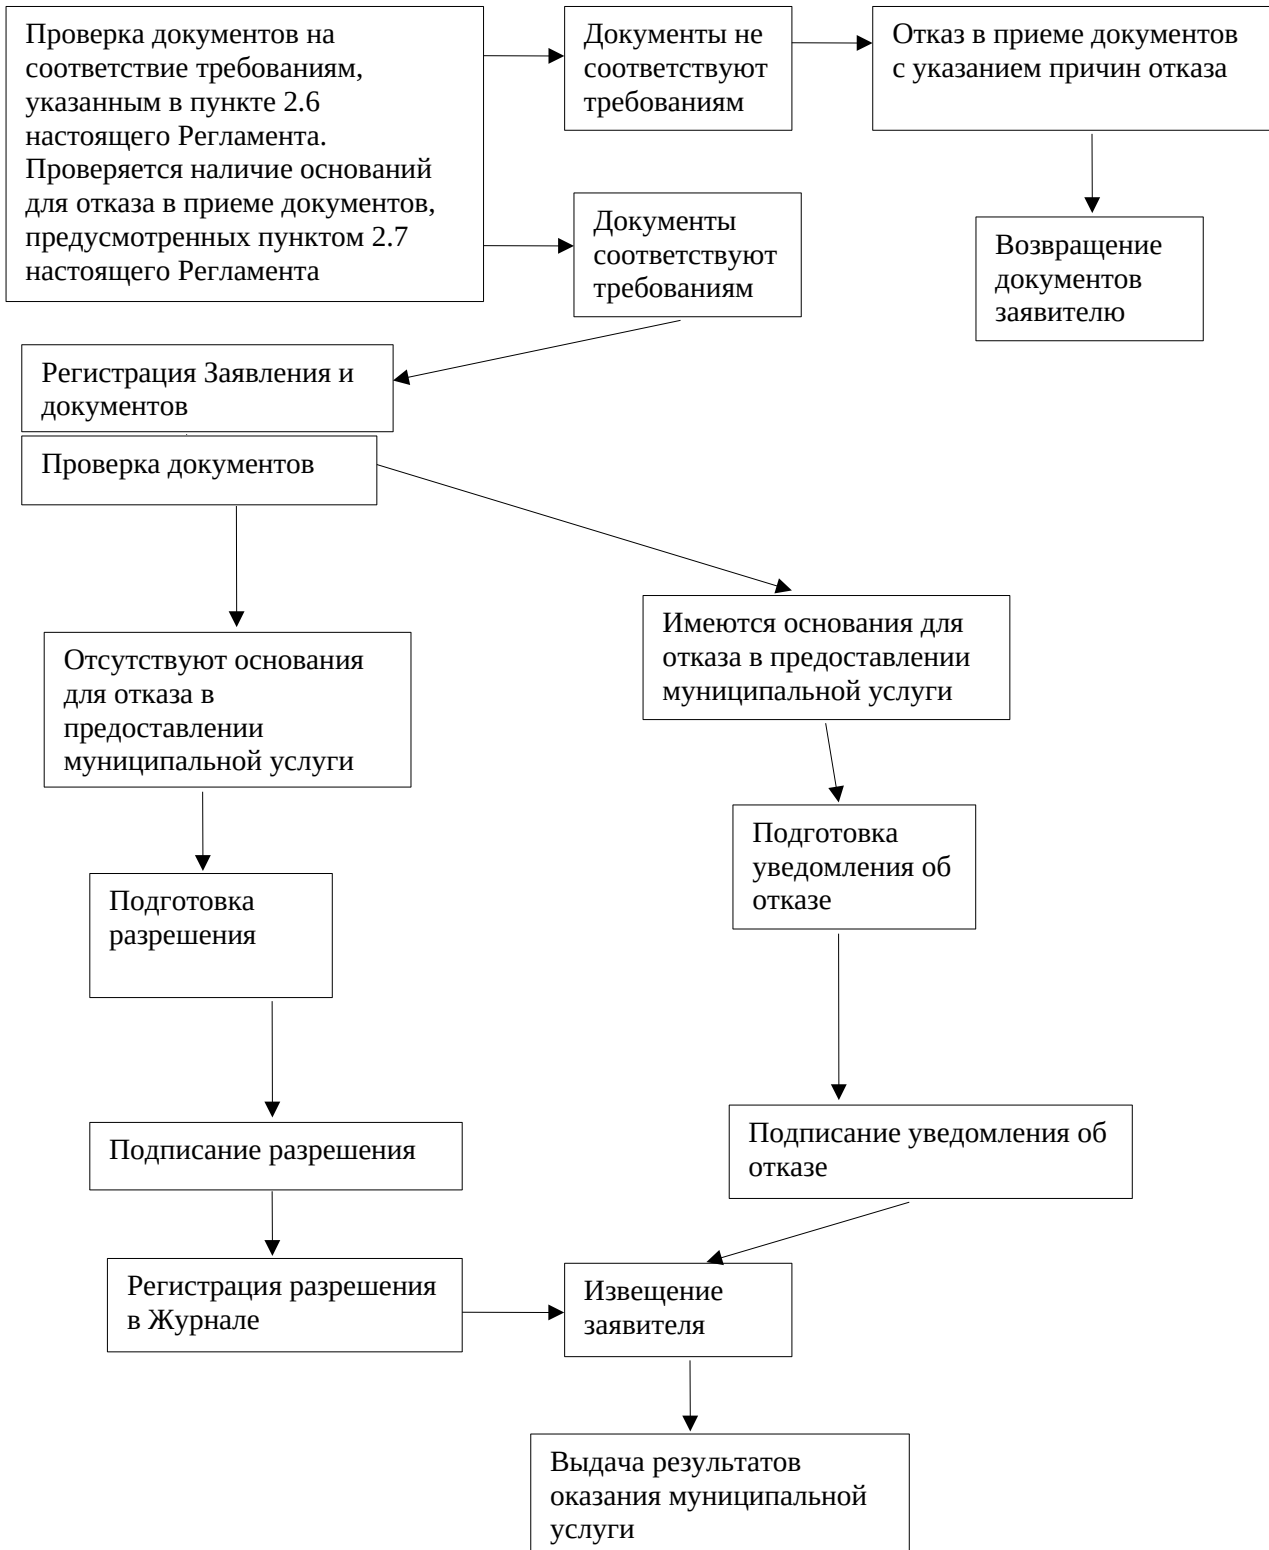 Проверка документов на
соответствие требованиям,
указанным в пункте 2.6
настоящего Регламента.
Проверяется наличие оснований
для отказа в приеме документов,
предусмотренных пунктом 2.7
настоящего Регламента
Документы не
соответствуют
требованиям
Отказ в приеме документов
с указанием причин отказа
Документы
соответствуют
требованиям
Возвращение
документов
заявителю
Регистрация Заявления и
документов
Проверка документов
Имеются основания для
отказа в предоставлении
муниципальной услуги
Отсутствуют основания
для отказа в
предоставлении
муниципальной услуги
Подготовка
уведомления об
отказе
Подготовка
разрешения
Подписание уведомления об
отказе
Подписание разрешения
Регистрация разрешения
в Журнале
Извещение
заявителя
Выдача результатов
оказания муниципальной
услуги